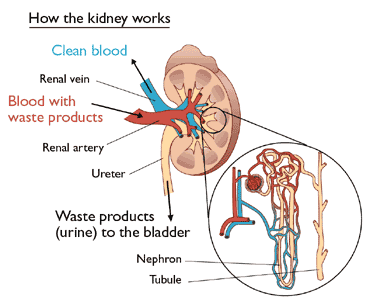 How the kidney works
Clean blood
Renal vein
Blood with
waste products
Renal artery
Ureter
Waste products
(urine) to the bladder
Nephron
Tubule